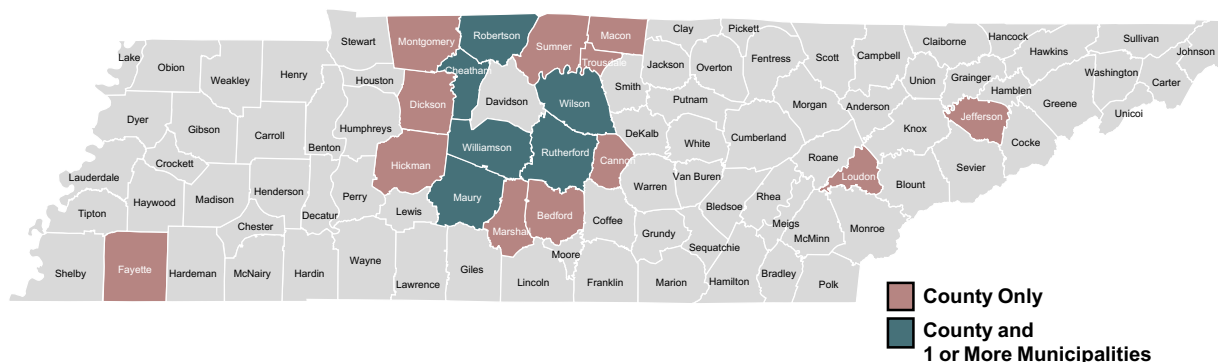 Lake
Obion
Weakley
Henry
Stewart
Montgomery
Robertson
Sumner
Macon
Trousdale
Clay
Pickett
Jackson
Overton
Fentress
Scott
Campbell
Claiborne
Hancock
Hawkins
Sullivan
Johnson
Washington
Carter
Unicoi
Greene
Hamblen
Grainger
Union
Houston
Cheatham
Dickson
Davidson
Wilson
Smith
Putnam
Morgan
Anderson
Knox
Jefferson
Cocke
Sevier
Dyer
Gibson
Carroll
Benton
Humphreys
Crockett
Lauderdale
Haywood
Madison
Henderson
Decatur
Perry
Hickman
Williamson
Rutherford
Cannon
DeKalb
White
Cumberland
Roane
Loudon
Blount
Tipton
Chester
Lewis
Maury
Marshall
Bedford
Coffee
Warren
Van Buren
Bledsoe
Rhea
Meigs
McMinn
Monroe
Shelby
Fayette
Hardeman
McNairy
Hardin
Wayne
Lawrence
Giles
Lincoln
Moore
Franklin
Grundy
Sequatchie
Marion
Hamilton
Bradley
Polk
County Only
County and
1 or More Municipalities